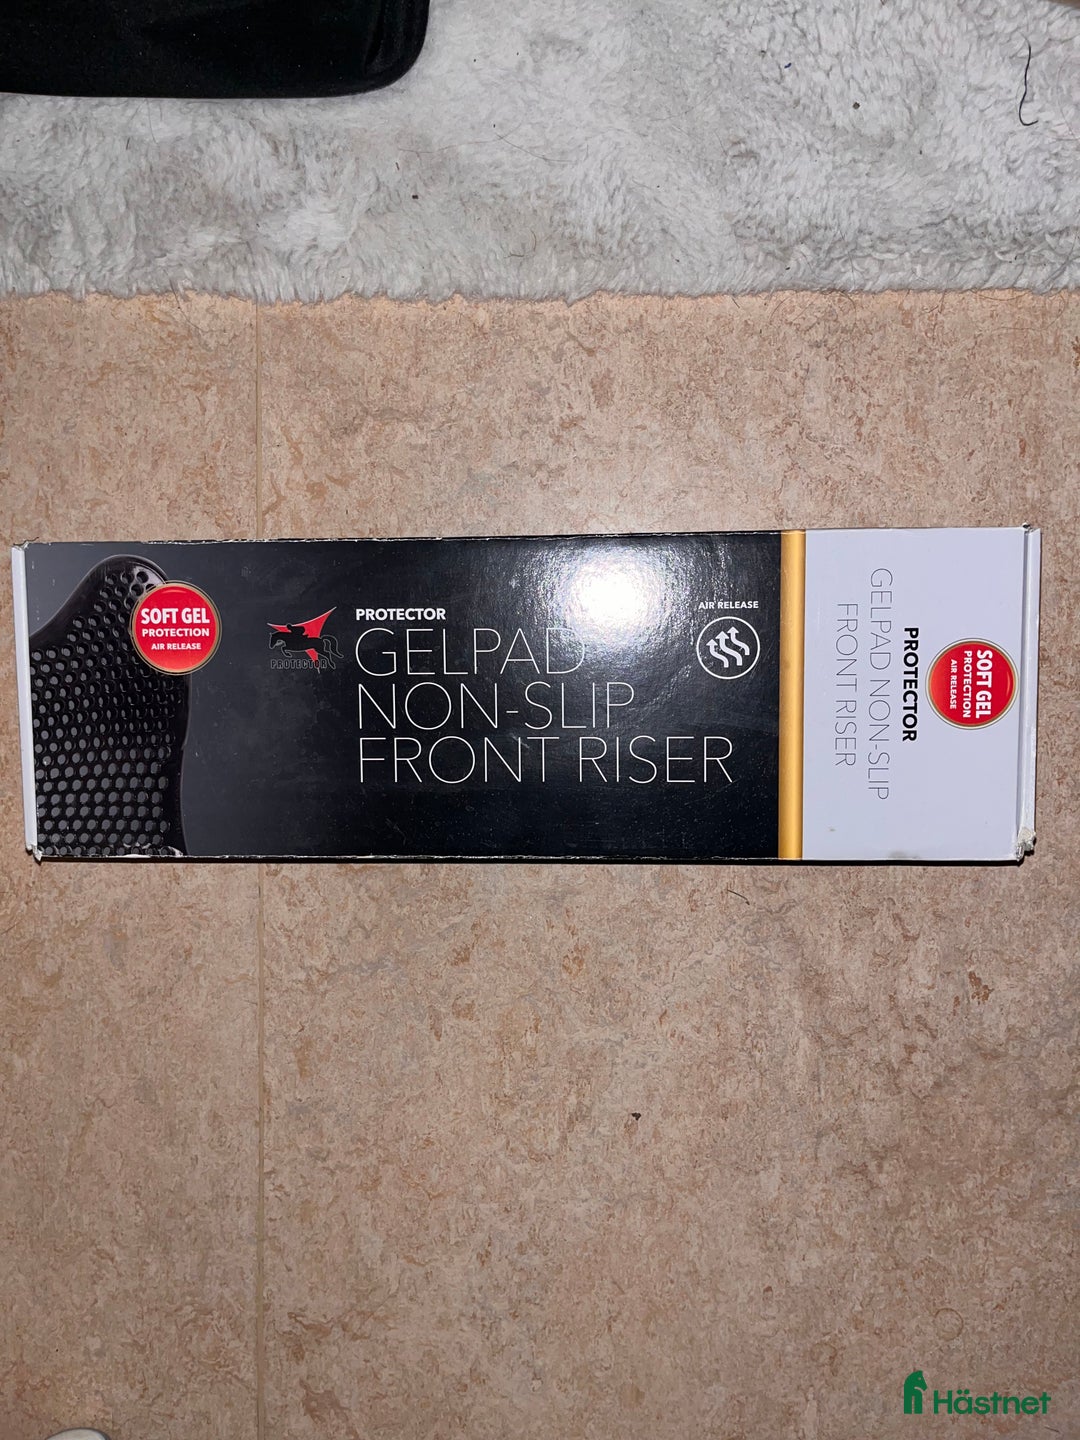 SOFT GEL
PROTECTION
AIR RELEASE
PROTECTOR
PROTECTOR
GELPAD
NON-SLIP
FRONT RISER
AIR RELEASE
SOFT GEL
PROTECTION
AIR RELEASE
PROTECTOR
GELPAD NON-SLIP
FRONT RISER
Hästnet